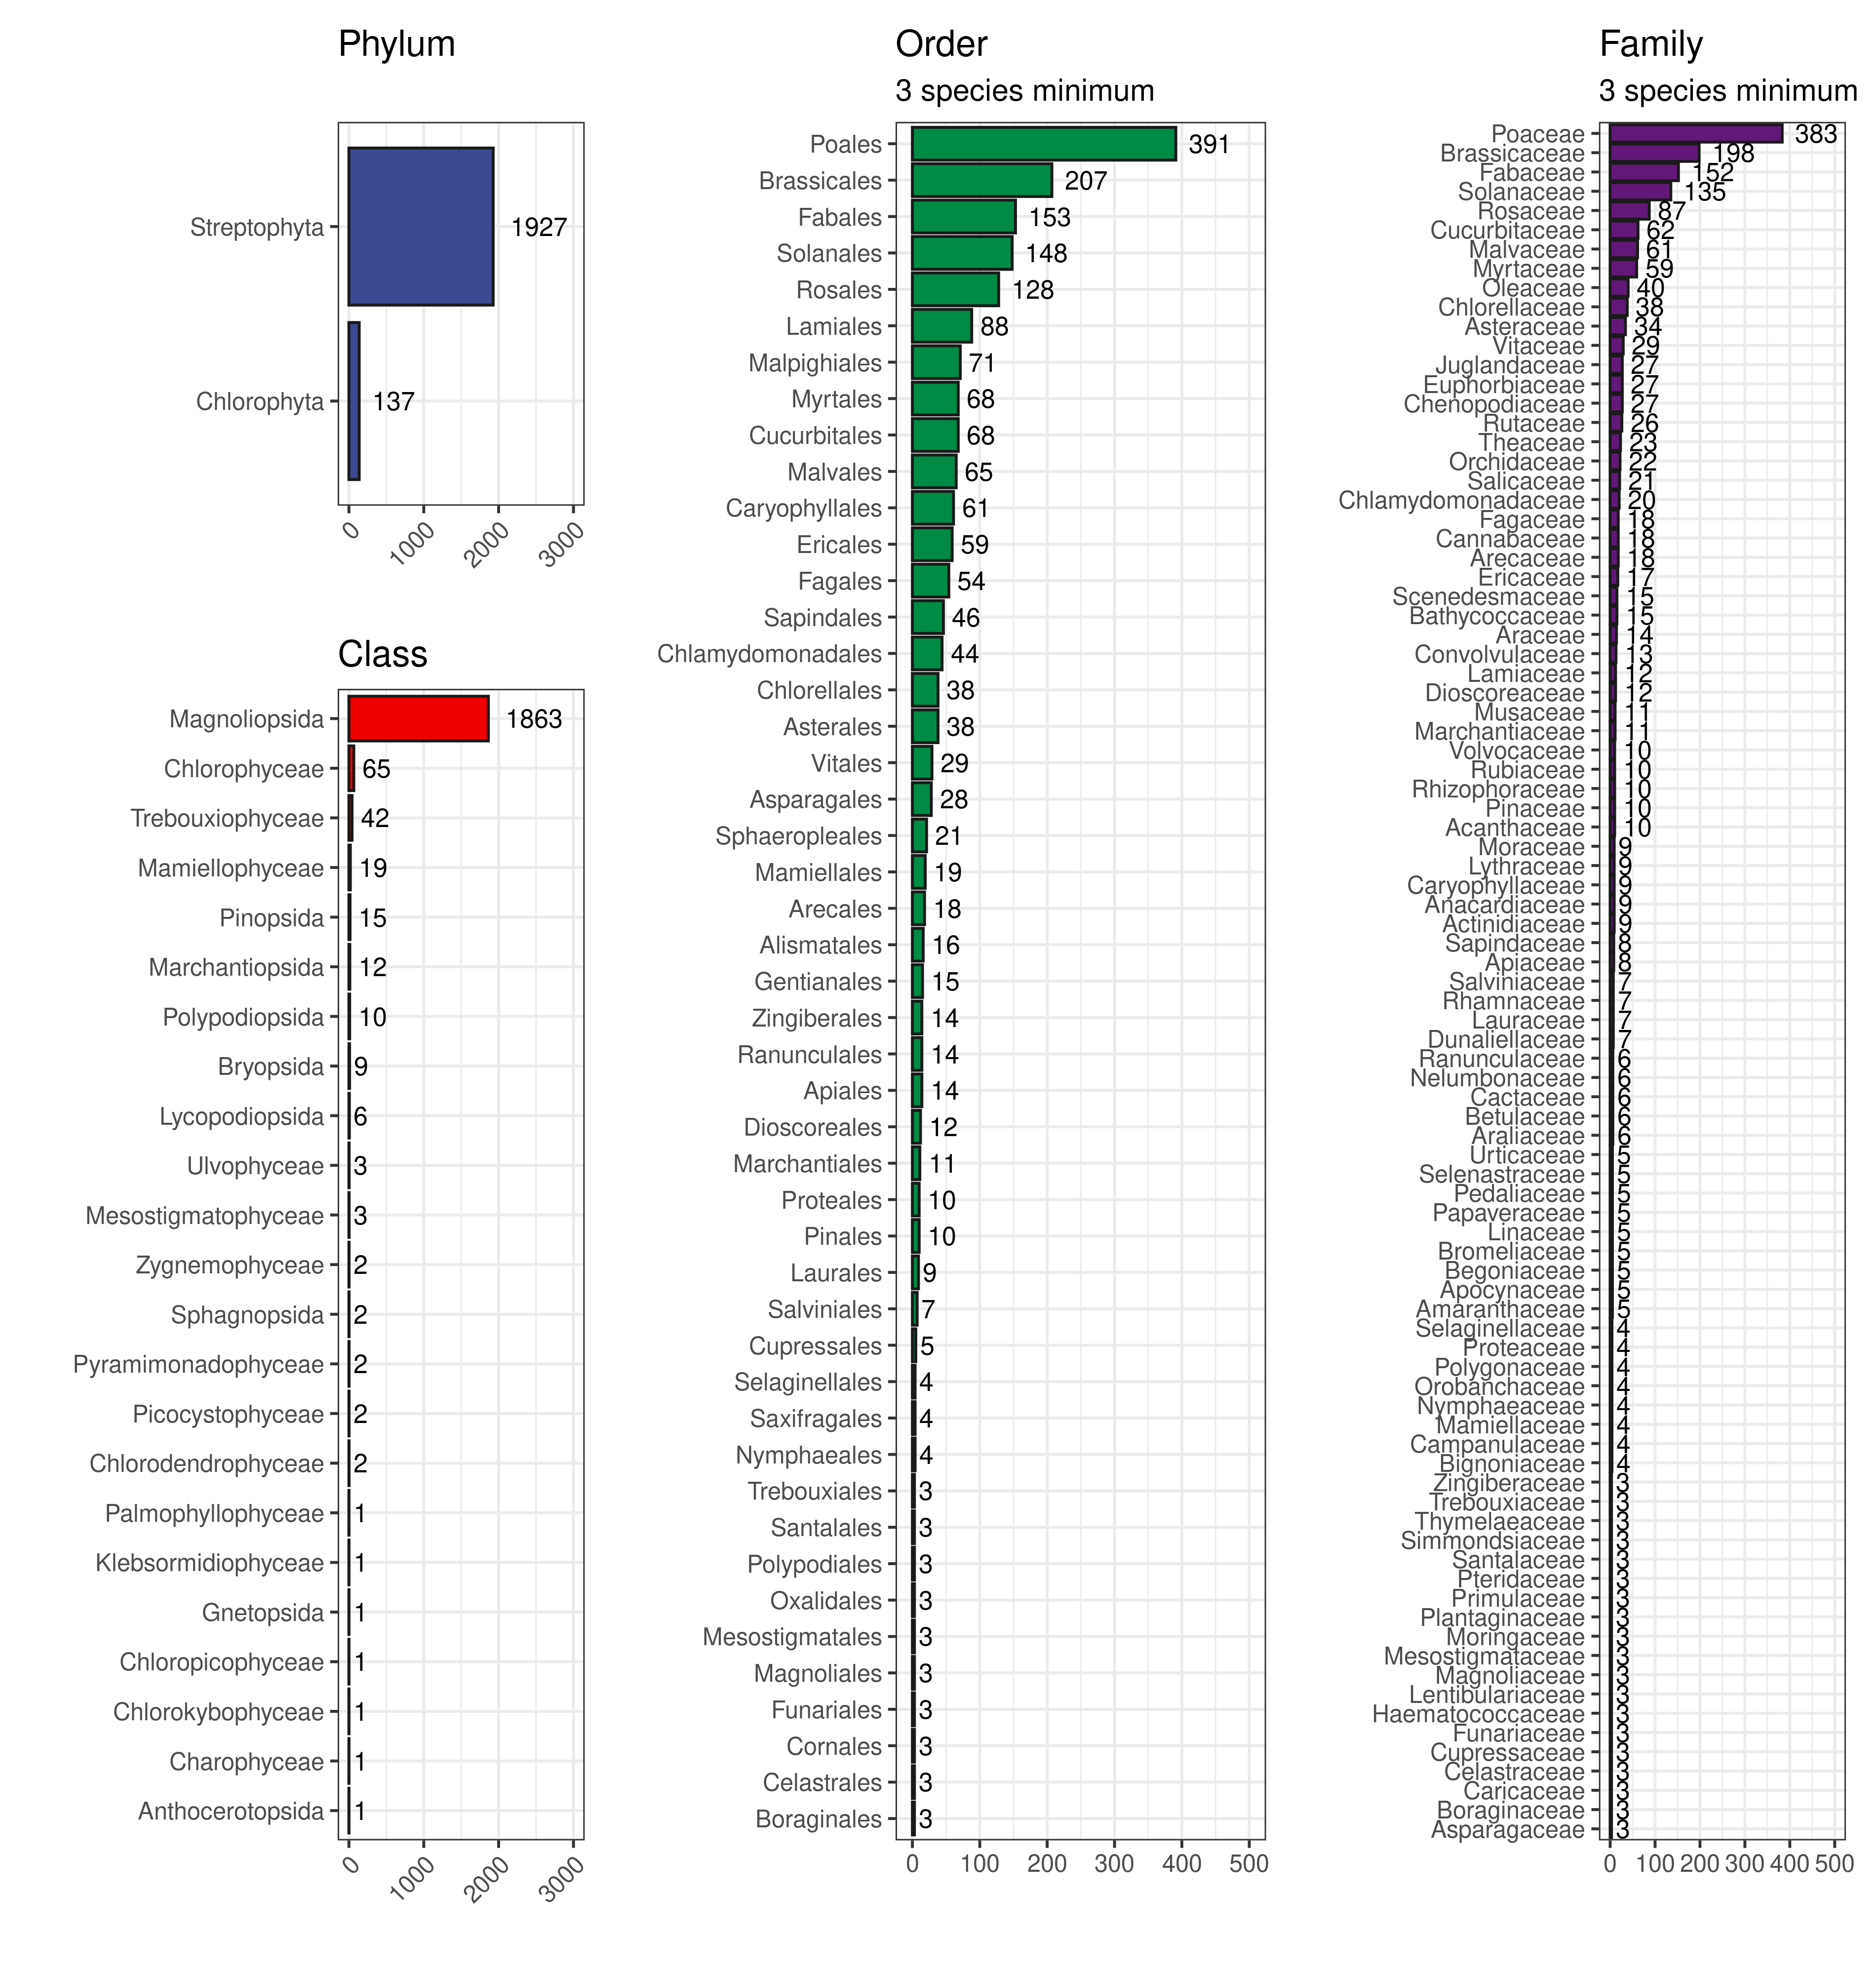 Phylum
Streptophyta 1927
Chlorophyta 137
0 1000 2000 3000
Class
Magnoliopsida 1863
Chlorophyceae 65
Trebouxiophyceae 42
Mamiellophyceae 19
Pinopsida 15
Marchantiopsida 12
Polypodiopsida 10
Bryopsida 9
Lycopodiopsida 6
Ulvophyceae 3
Mesostigmatophyceae 3
Zygnemophyceae 2
Sphagnopsida 2
Pyramimonadophyceae 2
Picocystophyceae 2
Chlorodendrophyceae 2
Palmophyllophyceae 1
Klebsormidiophyceae 1
Gnetopsida 1
Chloropicophyceae 1
Chlorokybophyceae 1
Charophyceae 1
Anthocerotopsida 1
0 1000 2000 3000
Order
3 species minimum
Poales 391
Brassicales 207
Fabales 153
Solanales 148
Rosales 128
Lamiales 88
Malpighiales 71
Myrtales 68
Cucurbitales 68
Malvales 65
Caryophyllales 61
Ericales 59
Fagales 54
Sapindales 46
Chlamydomonadales 44
Chlorellales 38
Asterales 38
Vitales 29
Asparagales 28
Sphaeropleales 21
Mamiellales 19
Arecales 18
Alismatales 16
Gentianales 15
Zingiberales 14
Ranunculales 14
Apiales 14
Dioscoreales 12
Marchantiales 11
Proteales 10
Pinales 10
Laurales 9
Salviniales 7
Cupressales 5
Selaginellales 4
Saxifragales 4
Nymphaeales 4
Trebouxiales 3
Santalales 3
Polypodiales 3
Oxalidales 3
Mesostigmatales 3
Magnoliales 3
Funariales 3
Cornales 3
Celastrales 3
Boraginales 3
0 100 200 300 400 500
Family
3 species minimum
Poaceae 383
Brassicaceae 198
Fabaceae 152
Solanaceae 135
Rosaceae 87
Cucurbitaceae 62
Malvaceae 61
Myrtaceae 59
Oleaceae 40
Chlorellaceae 38
Asteraceae 34
Vitaceae 29
Juglandaceae 27
Euphorbiaceae 27
Chenopodiaceae 27
Rutaceae 26
Theaceae 23
Orchidaceae 22
Salicaceae 21
Chlamydomonadaceae 20
Fagaceae 18
Cannabaceae 18
Arecaceae 18
Ericaceae 17
Scenedesmaceae 15
Bathycoccaceae 15
Araceae 14
Convolvulaceae 13
Lamiaceae 12
Dioscoreaceae 12
Musaceae 11
Marchantiaceae 11
Volvocaceae 10
Rubiaceae 10
Rhizophoraceae 10
Pinaceae 10
Acanthaceae 10
Moraceae 9
Lythraceae 9
Caryophyllaceae 9
Anacardiaceae 9
Actinidiaceae 9
Sapindaceae 8
Apiaceae 8
Salviniaceae 7
Rhamnaceae 7
Lauraceae 7
Dunaliellaceae 7
Ranunculaceae 6
Nelumbonaceae 6
Cactaceae 6
Betulaceae 6
Araliaceae 6
Urticaceae 5
Selenastraceae 5
Pedaliaceae 5
Papaveraceae 5
Linaceae 5
Bromeliaceae 5
Begoniaceae 5
Apocynaceae 5
Amaranthaceae 5
Selaginellaceae 4
Proteaceae 4
Polygonaceae 4
Orobanchaceae 4
Nymphaeaceae 4
Mamiellaceae 4
Campanulaceae 4
Bignoniaceae 4
Zingiberaceae 3
Trebouxiaceae 3
Thymelaeaceae 3
Simmondsiaceae 3
Santalaceae 3
Pteridaceae 3
Primulaceae 3
Plantaginaceae 3
Moringaceae 3
Mesostigmataceae 3
Magnoliaceae 3
Lentibulariaceae 3
Haematococcaceae 3
Funariaceae 3
Cupressaceae 3
Celastraceae 3
Caricaceae 3
Boraginaceae 3
Asparagaceae 3
0 100 200 300 400 500